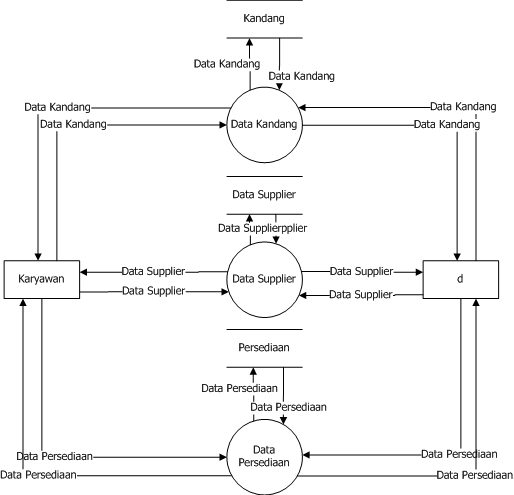 Kandang
Data Kandang
Data Kandang
Data Kandang
Data Kandang
Data Kandang
Data Kandang
Data Kandang
Data Supplier
Data Supplierpplier
Karyawan
Data Supplier
Data Supplier
Data Supplier
d
Data Supplier
Data Supplier
Persediaan
Data Persediaan
Data Persediaan
Data Persediaan
Data
Persediaan
Data Persediaan
Data Persediaan
Data Persediaan